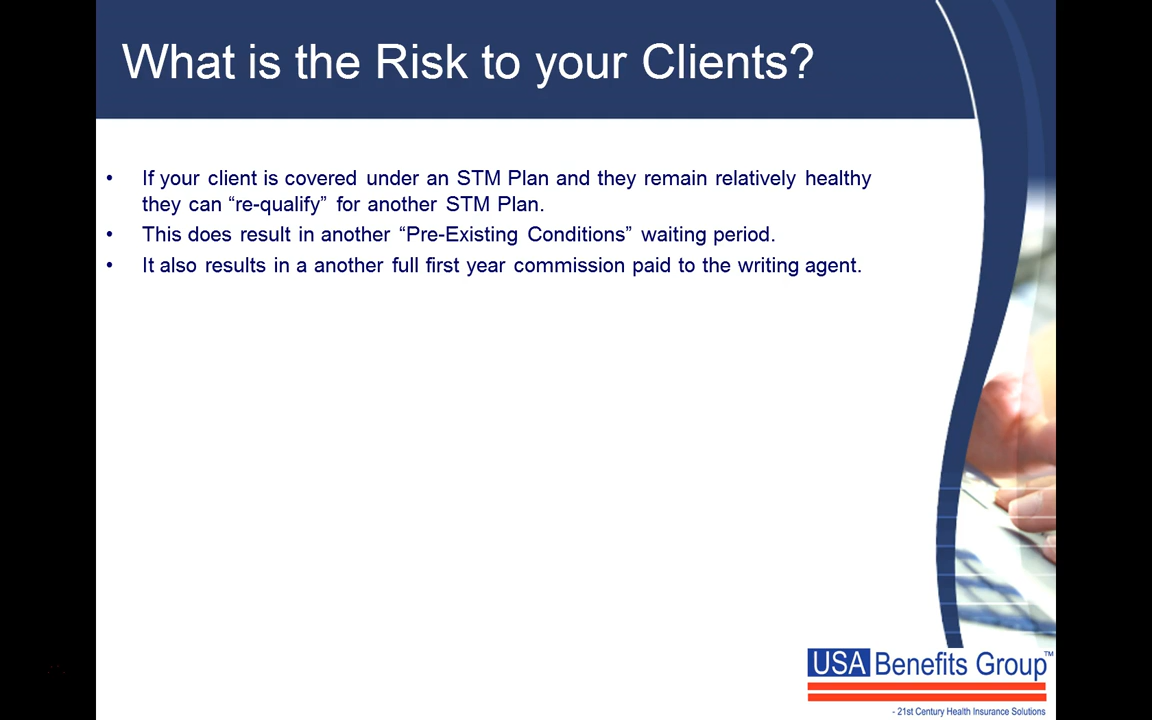 What is the Risk to your Clients?
• If your client is covered under an STM Plan and they remain relatively healthy
they can “re-qualify” for another STM Plan.
• This does result in another “Pre-Existing Conditions” waiting period.
• It also results in a another full first year commission paid to the writing agent.
USA Benefits Group™
- 21st Century Health Insurance Solutions